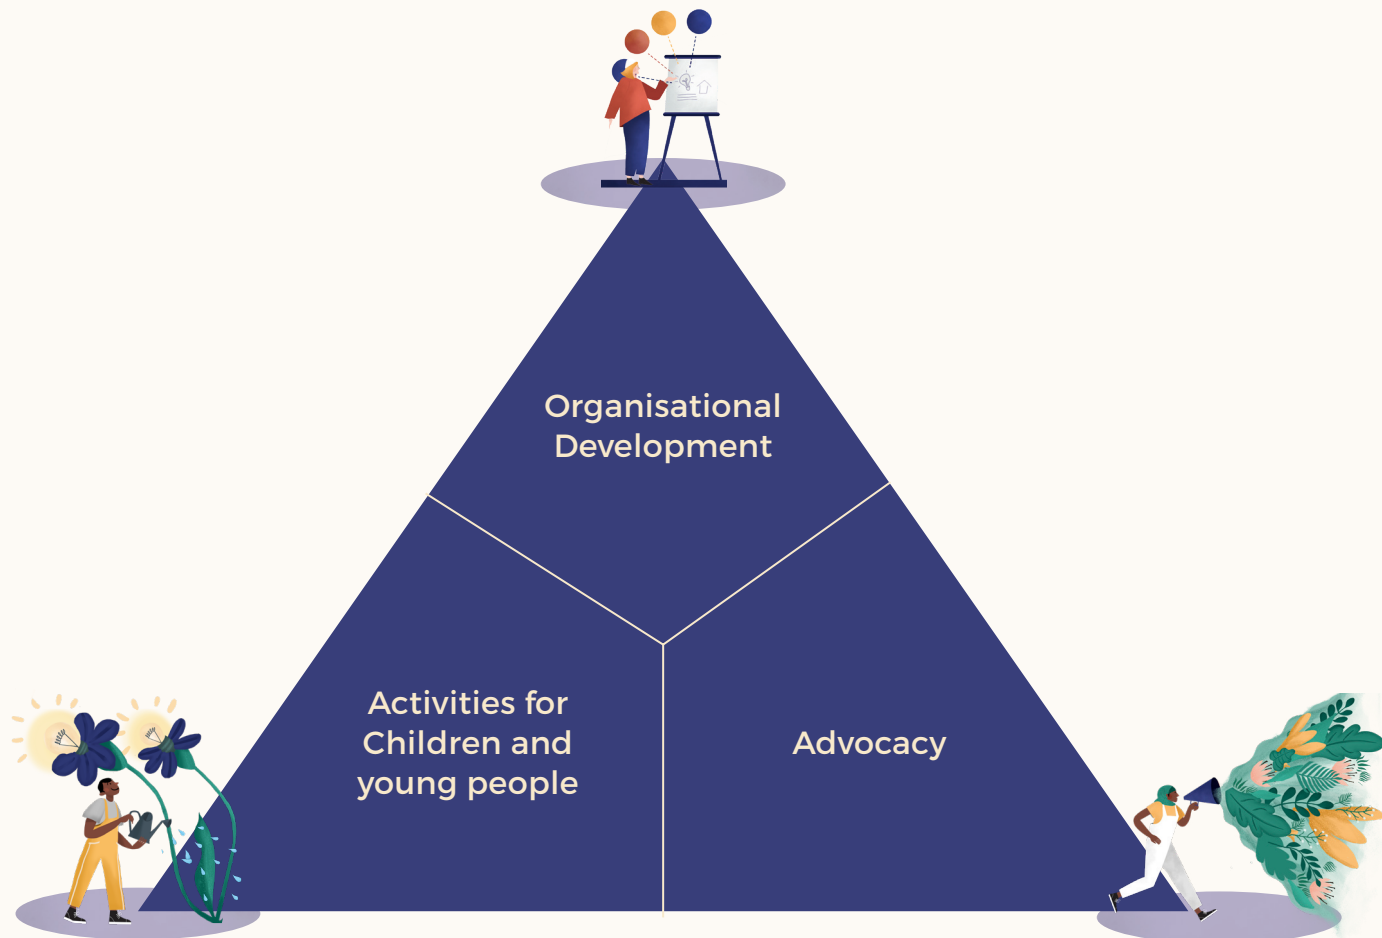 Organisational
Development
Activities for
Children and
young people
Advocacy